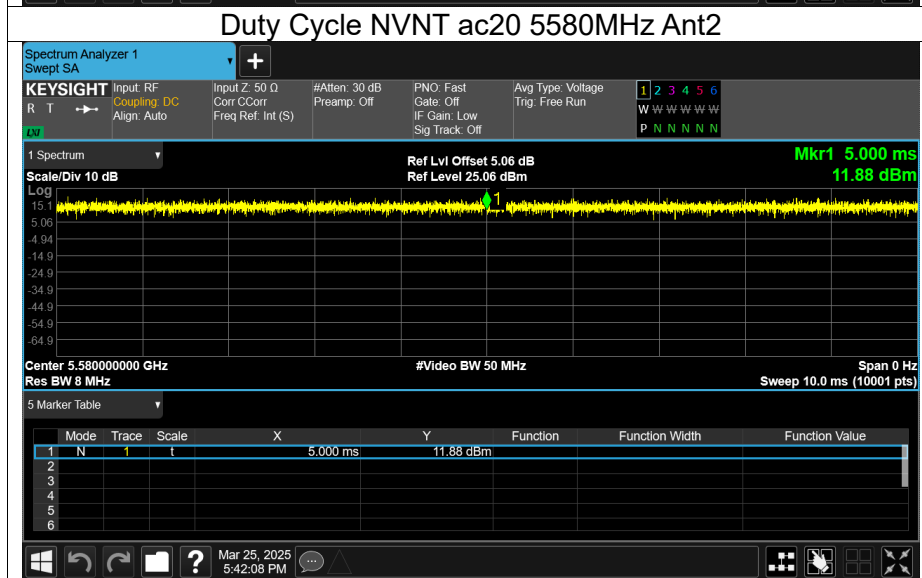 Duty Cycle NVNT ac20 5580MHz Ant2
Spectrum Analyzer 1
Swept SA
+
KEYSIGHT
R T
LXI
Input: RF
Coupling: DC
Align: Auto
Input Z: 50 Ω
Corr CCorr
Freq Ref: Int (S)
#Atten: 30 dB
Preamp: Off
PNO: Fast
Gate: Off
IF Gain: Low
Sig Track: Off
Avg Type: Voltage
Trig: Free Run
1 2 3 4 5 6
W W W W W W
P N N N N N
1 Spectrum
Scale/Div 10 dB
Ref Lvl Offset 5.06 dB
Ref Level 25.06 dBm
Mkr1 5.000 ms
11.88 dBm
Log
15.1
5.06
-4.94
-14.9
-24.9
-34.9
-44.9
-54.9
-64.9
1
Center 5.580000000 GHz
#Video BW 50 MHz
Span 0 Hz
Res BW 8 MHz
Sweep 10.0 ms (10001 pts)
5 Marker Table
Mode Trace Scale X Y Function Function Width Function Value
1 N 1 t 5.000 ms 11.88 dBm
2
3
4
5
6
?
Mar 25, 2025
5:42:08 PM